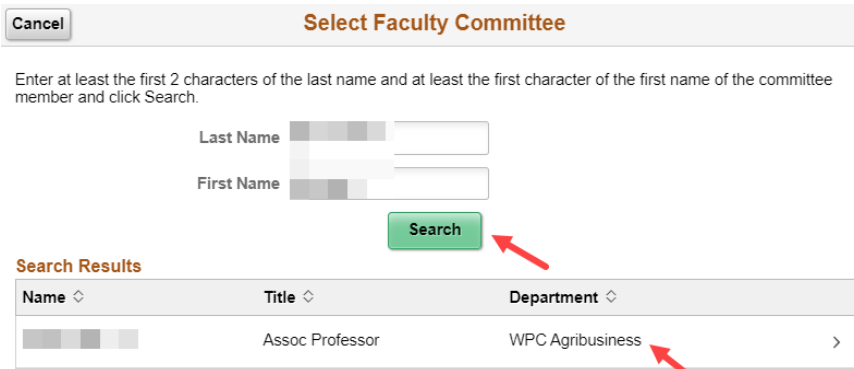 Cancel
Select Faculty Committee
Enter at least the first 2 characters of the last name and at least the first character of the first name of the committee
member and click Search.
Last Name
First Name
Search
Search Results
Name Title Department
Assoc Professor WPC Agribusiness